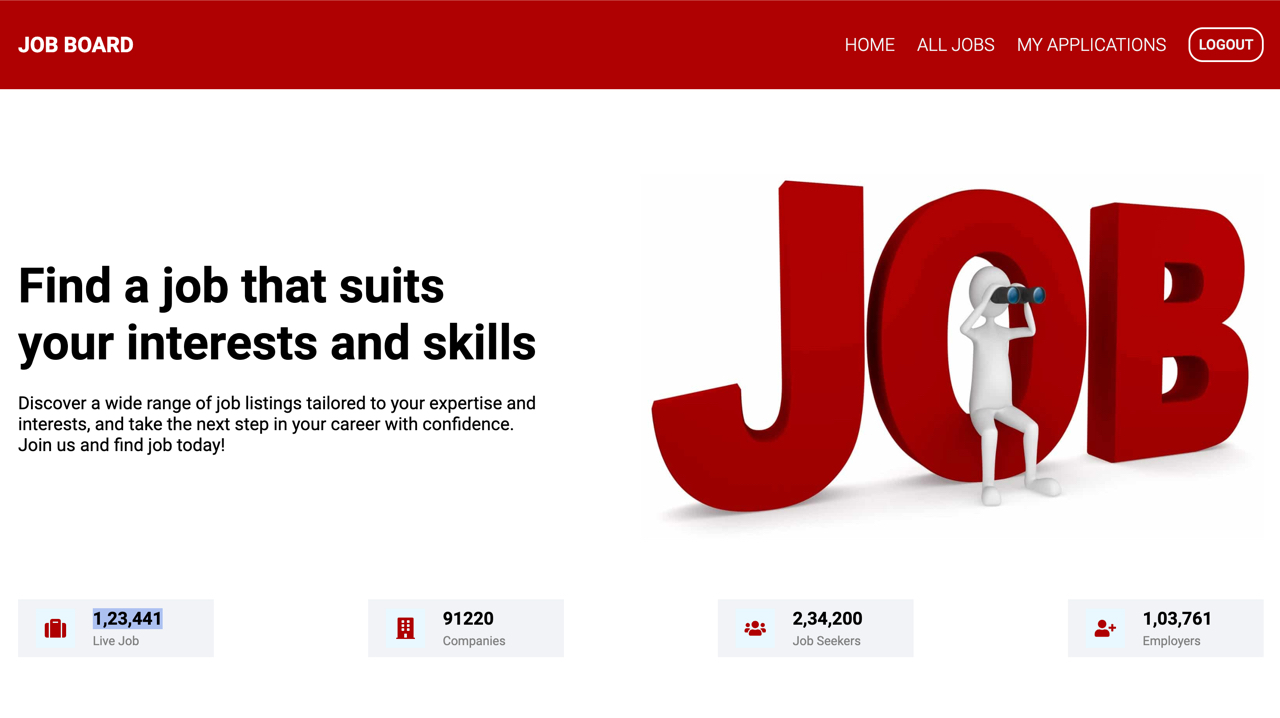 JOB BOARD
HOME
ALL JOBS
MY APPLICATIONS
LOGOUT
Find a job that suits
your interests and skills
Discover a wide range of job listings tailored to your expertise and
interests, and take the next step in your career with confidence.
Join us and find job today!
JOB
1,23,441
Live Job
91220
Companies
2,34,200
Job Seekers
1,03,761
Employers